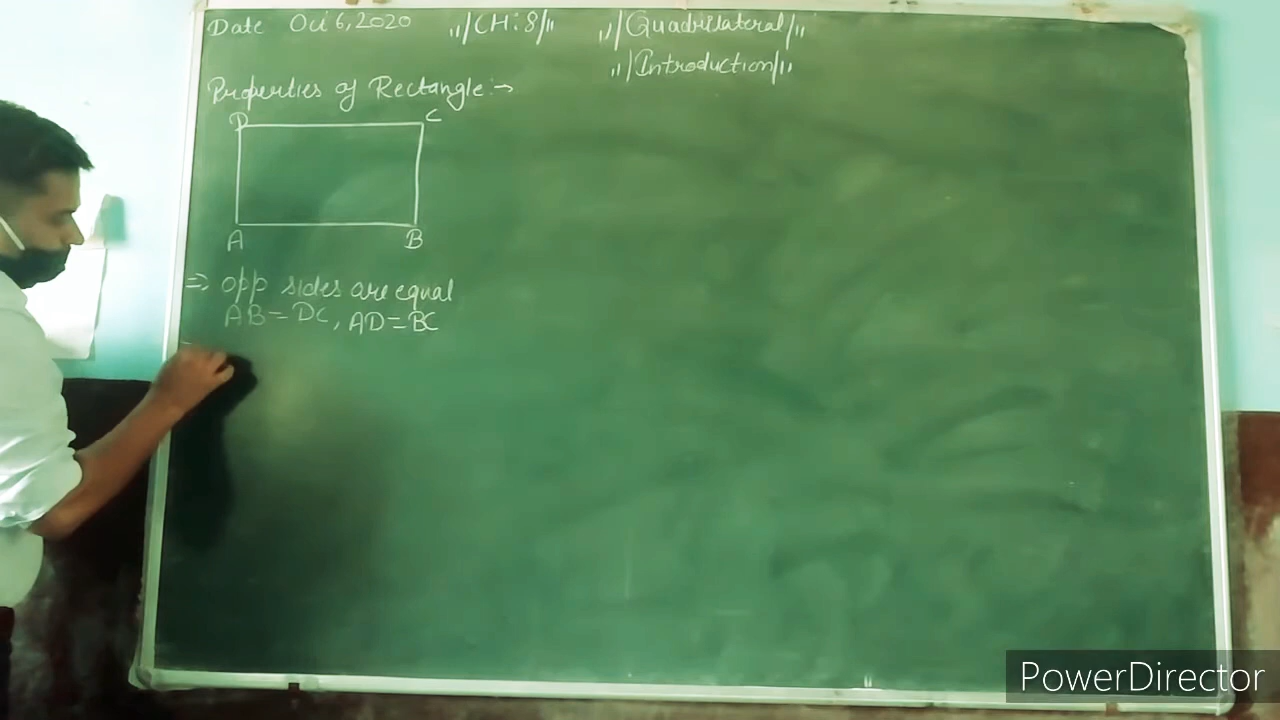 Date Oct 6, 2020 ,,/CH:8/,, ,,/Quadrilateral/,,
,,/Introduction/,,
Properties of Rectangle:→
D C
A B
⇒ opp sides are equal
AB = DC, AD = BC
PowerDirector